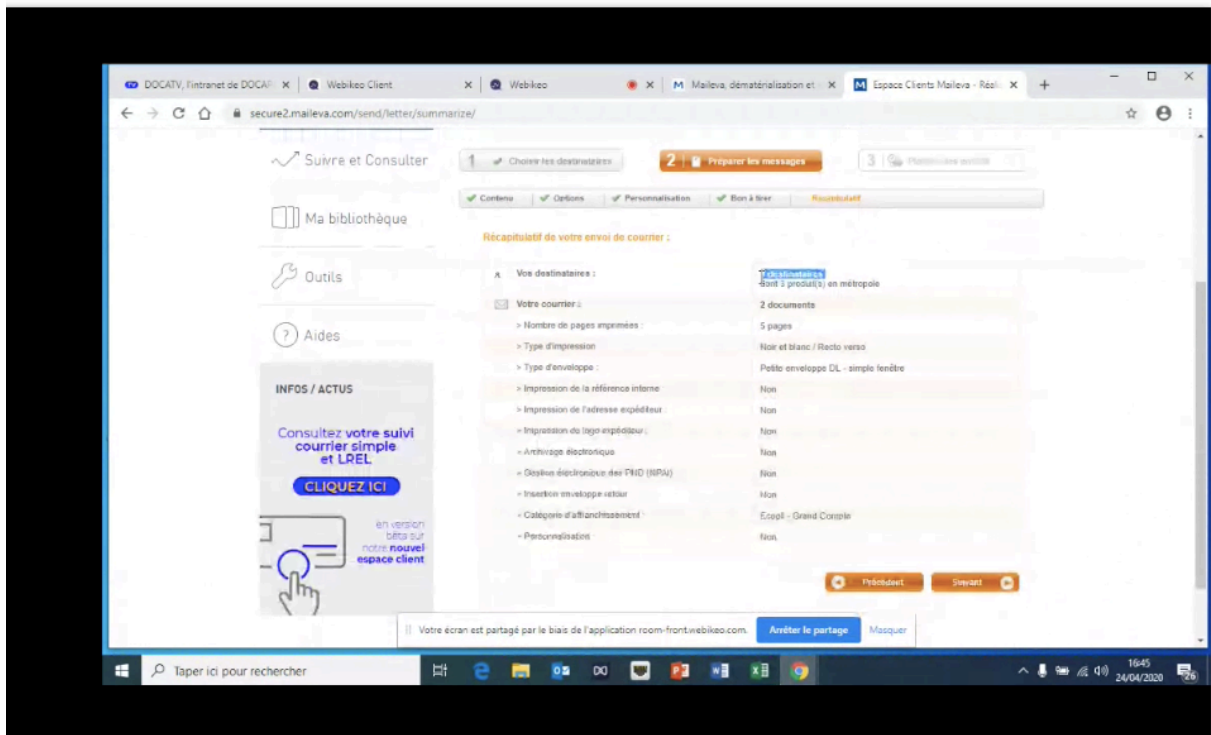 DOCATV, l'intranet de DOCAP
Webikeo Client
Webikeo
Maileva, dématérialisation et
Espace Clients Maileva - Réali
secure2.maileva.com/send/letter/summarize/
Suivre et Consulter
Ma bibliothèque
Outils
Aides
INFOS / ACTUS
Consultez votre suivi
courrier simple
et LREL
CLIQUEZ ICI
en version
bêta sur
notre nouvel
espace client
1 Choisir les destinataires
2 Préparer les messages
3
Contenu
Options
Personnalisation
Bon à tirer
Récapitulatif
Récapitulatif de votre envoi de courrier :
Vos destinataires :
destinataires
dont 3 produit(s) en métropole
Votre courrier :
2 documents
> Nombre de pages imprimées :
5 pages
> Type d'impression
Noir et blanc / Recto verso
> Type d'enveloppe :
Petite enveloppe DL - simple fenêtre
> Impression de la référence interne
Non
> Impression de l'adresse expéditeur
Non
> Impression du logo expéditeur :
Non
> Archivage électronique
Non
> Gestion électronique des PND (NPAI)
Non
> Insertion enveloppe retour
Non
> Catégorie d'affranchissement
Ecopli - Grand Compte
> Personnalisation
Non
Précédent
Suivant
Votre écran est partagé par le biais de l'application room-front.webikeo.com.
Arrêter le partage
Masquer
Taper ici pour rechercher
16:45
24/04/2020
26